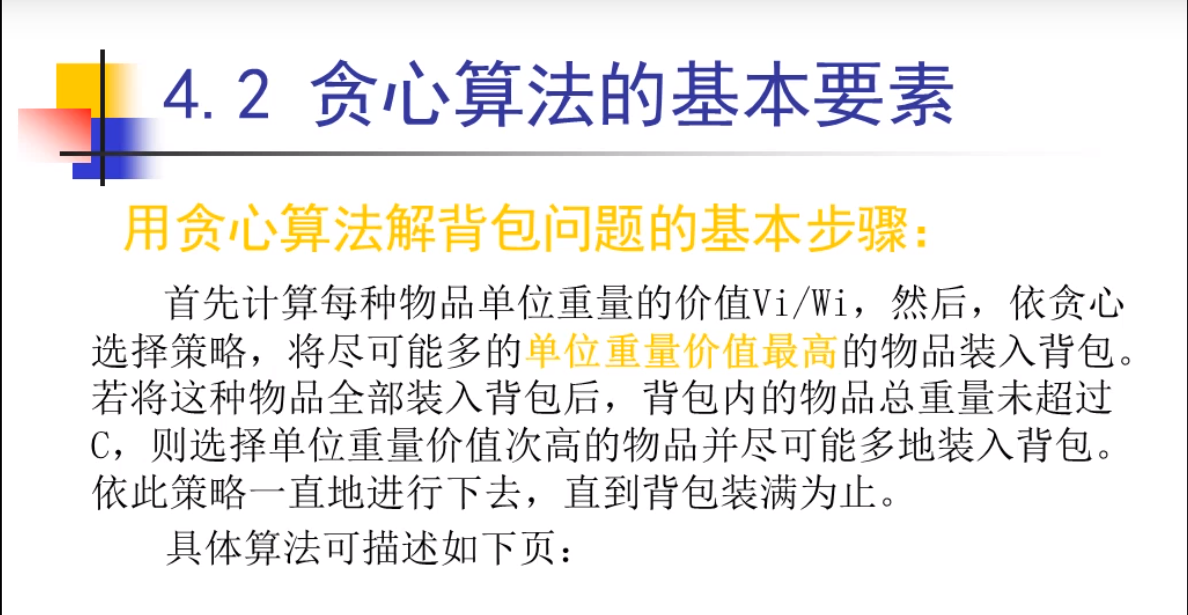 4.2 贪心算法的基本要素
用贪心算法解背包问题的基本步骤：
首先计算每种物品单位重量的价值Vi/Wi，然后，依贪心
选择策略，将尽可能多的单位重量价值最高的物品装入背包。
若将这种物品全部装入背包后，背包内的物品总重量未超过
C，则选择单位重量价值次高的物品并尽可能多地装入背包。
依此策略一直地进行下去，直到背包装满为止。
具体算法可描述如下页：